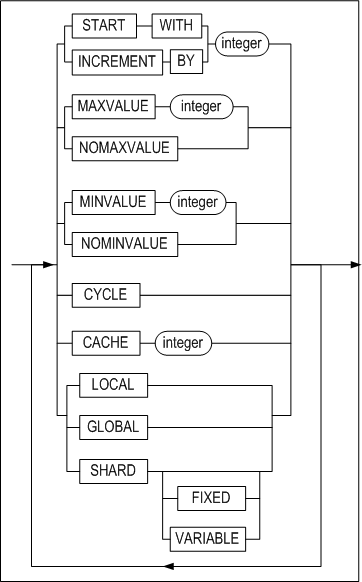 START WITH
INCREMENT BY integer
MAXVALUE integer
NOMAXVALUE
MINVALUE integer
NOMINVALUE
CYCLE
CACHE integer
LOCAL
GLOBAL
SHARD
FIXED
VARIABLE